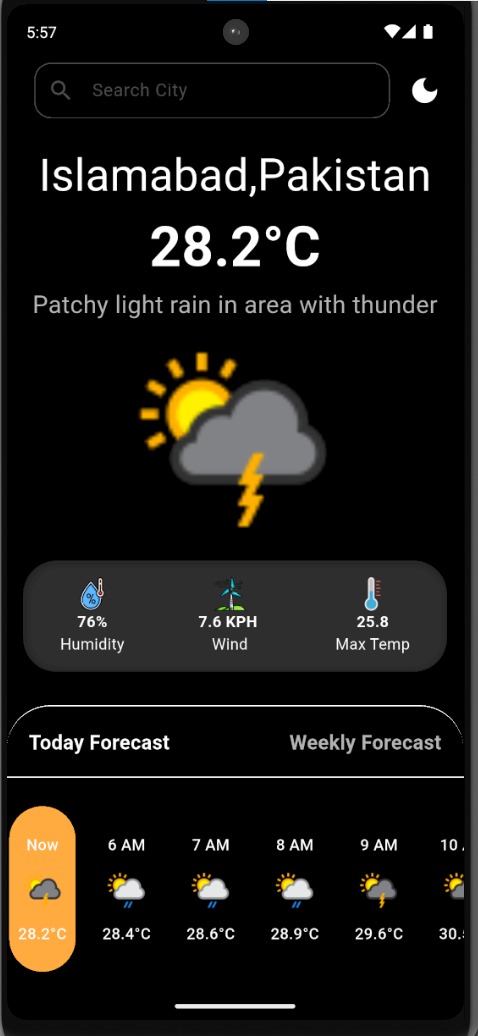 5:57
Search City
Islamabad,Pakistan
28.2°C
Patchy light rain in area with thunder
%
76% 7.6 KPH 25.8
Humidity Wind Max Temp
Today Forecast Weekly Forecast
Now 6 AM 7 AM 8 AM 9 AM 10
28.2°C 28.4°C 28.6°C 28.9°C 29.6°C 30.